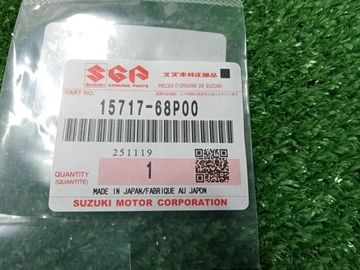 SGP
SUZUKI GENUINE PARTS
スズキ純正部品
PIECES D'ORIGINE DE SUZUKI
PART NO.
15717-68P00
251119
QUANTITY
(QUANTITÉ)
1
MADE IN JAPAN/FABRIQUE AU JAPON
SUZUKI MOTOR CORPORATION